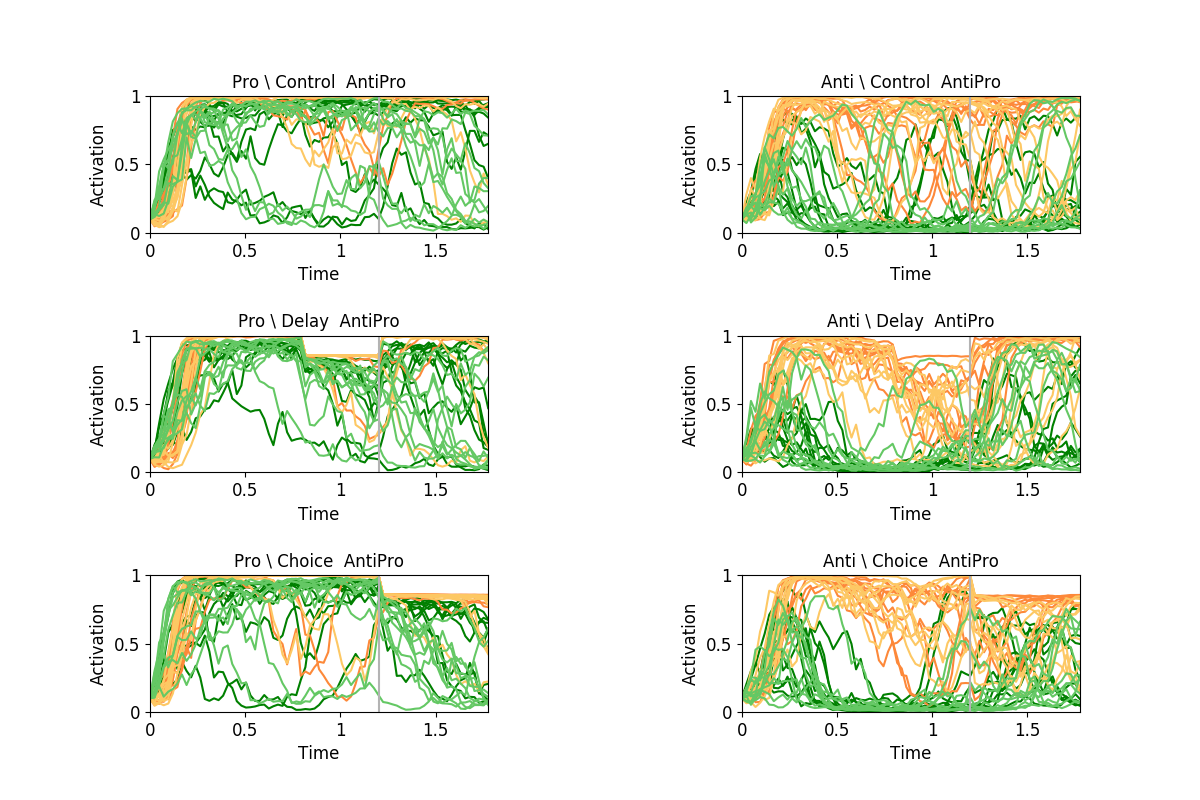 Pro \ Control  AntiPro
Anti \ Control  AntiPro
1
0.5
0
Activation
0 0.5 1 1.5
Time
1
0.5
0
Activation
0 0.5 1 1.5
Time
Pro \ Delay  AntiPro
Anti \ Delay  AntiPro
1
0.5
0
Activation
0 0.5 1 1.5
Time
1
0.5
0
Activation
0 0.5 1 1.5
Time
Pro \ Choice  AntiPro
Anti \ Choice  AntiPro
1
0.5
0
Activation
0 0.5 1 1.5
Time
1
0.5
0
Activation
0 0.5 1 1.5
Time